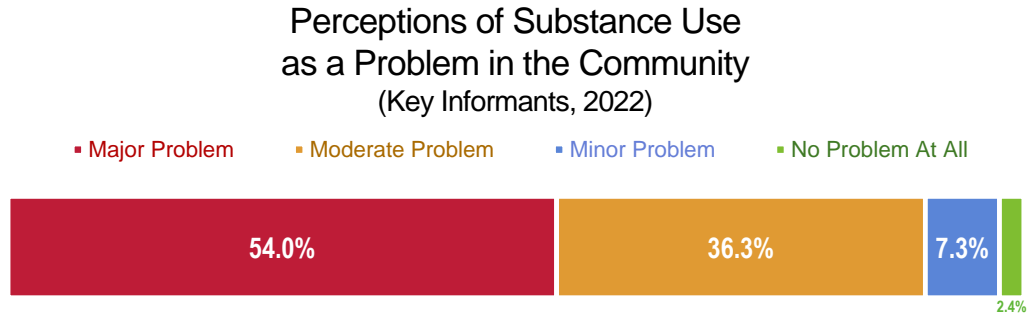 Perceptions of Substance Use
as a Problem in the Community
(Key Informants, 2022)
Major Problem Moderate Problem Minor Problem No Problem At All
54.0% 36.3% 7.3%
2.4%